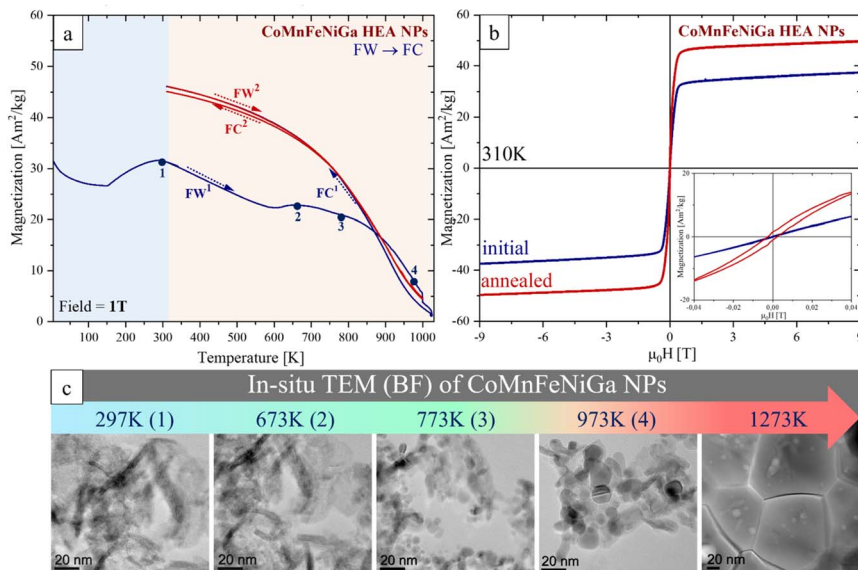 a
CoMnFeNiGa HEA NPs
FW → FC
FW²
FC²
FW¹
FC¹
1
2
3
4
Field = 1T
Magnetization [Am²/kg]
60
50
40
30
20
10
0
0 100 200 300 400 500 600 700 800 900 1000
Temperature [K]
b
CoMnFeNiGa HEA NPs
310K
initial
annealed
Magnetization [Am²/kg]
60
40
20
0
-20
-40
-60
-9 -6 -3 0 3 6 9
μ₀H [T]
Magnetization [Am²/kg]
20
10
0
-10
-20
-0,04 -0,02 0,00 0,02 0,04
μ₀H [T]
c
In-situ TEM (BF) of CoMnFeNiGa NPs
297K (1) 673K (2) 773K (3) 973K (4) 1273K
20 nm 20 nm 20 nm 20 nm 20 nm